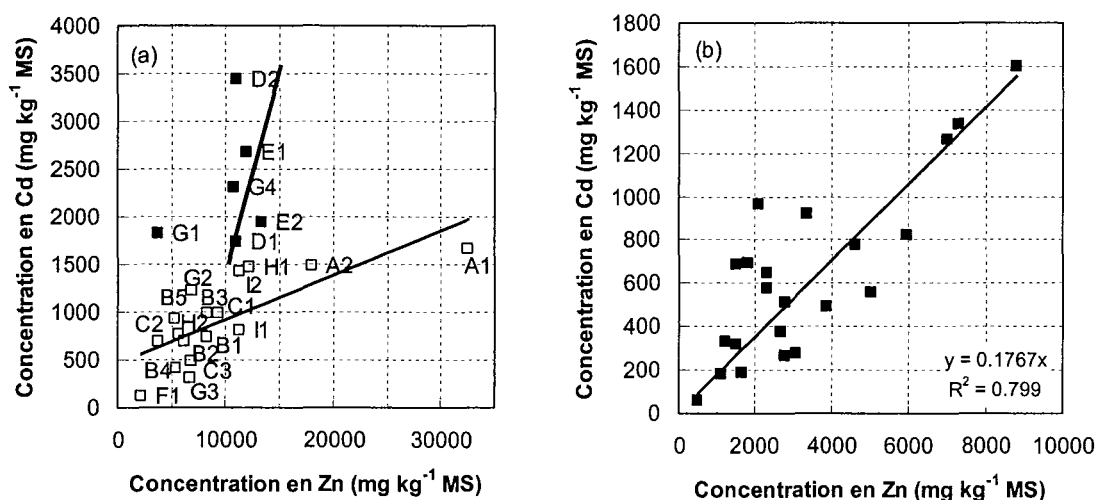 (a)
Concentration en Cd (mg kg⁻¹ MS)
4000
3500
3000
2500
2000
1500
1000
500
0
D2
E1
G4
E2
G1
D1
H1
A2
A1
I2
G2
B5
B3
C1
C2
H2
I1
B1
B2
B4
C3
F1
G3
0 10000 20000 30000
Concentration en Zn (mg kg⁻¹ MS)
(b)
Concentration en Cd (mg kg⁻¹ MS)
1800
1600
1400
1200
1000
800
600
400
200
0
y = 0.1767x
R² = 0.799
0 2000 4000 6000 8000 10000
Concentration en Zn (mg kg⁻¹ MS)